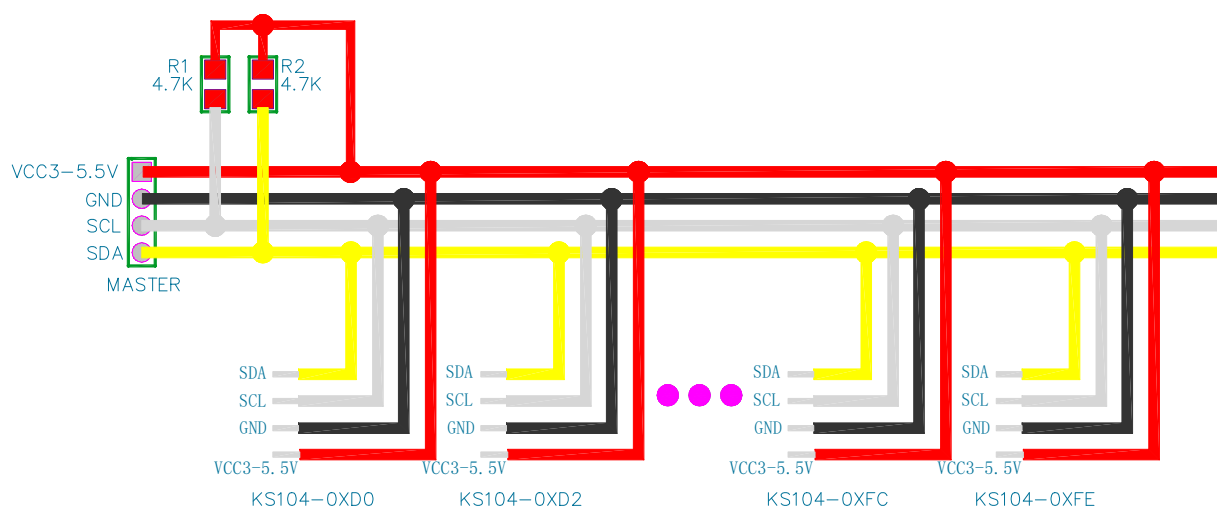 R1
4.7K
R2
4.7K
VCC3-5.5V
GND
SCL
SDA
MASTER
SDA
SCL
GND
VCC3-5.5V
KS104-0XD0
SDA
SCL
GND
VCC3-5.5V
KS104-0XD2
SDA
SCL
GND
VCC3-5.5V
KS104-0XFC
SDA
SCL
GND
VCC3-5.5V
KS104-0XFE